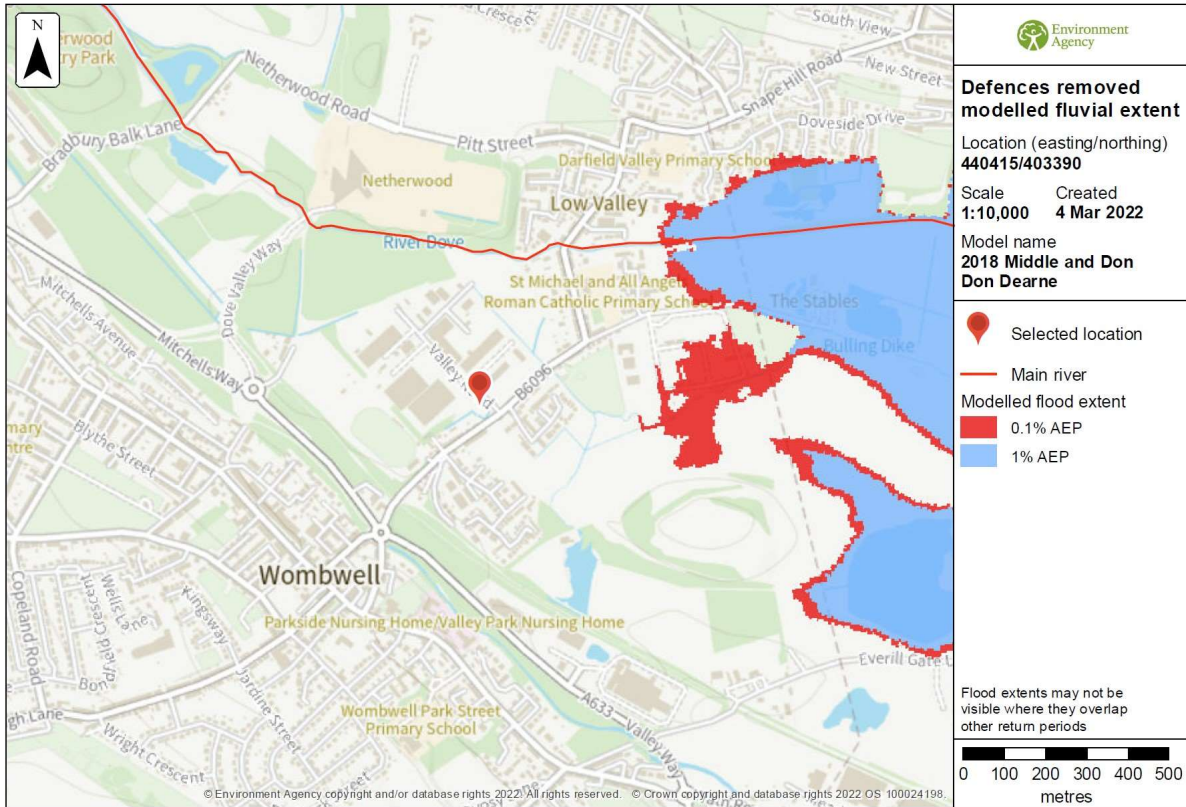 N
South View
Snape Hill Road
New Street
Doveside Drive
Netherwood Road
Bradbury Balk Lane
Pitt Street
Darfield Valley Primary School
Netherwood
Low Valley
River Dove
Dove Valley Way
Mitchells Avenue
Mitchells Way
St Michael and All Angels
Roman Catholic Primary School
The Stables
Bulling Dike
Valley Road
B6096
Blythe Street
Wombwell
Copeland Road
Kingsway
Jardine Street
Parkside Nursing Home/Valley Park Nursing Home
Everill Gate
A633
Valley Way
Wombwell Park Street
Primary School
Wright Crescent
© Environment Agency copyright and/or database rights 2022. All rights reserved. © Crown copyright and database rights 2022 OS 100024198.
Environment
Agency
Defences removed
modelled fluvial extent
Location (easting/northing)
440415/403390
Scale Created
1:10,000 4 Mar 2022
Model name
2018 Middle and Don
Don Dearne
Selected location
Main river
Modelled flood extent
0.1% AEP
1% AEP
Flood extents may not be
visible where they overlap
other return periods
0 100 200 300 400 500
metres